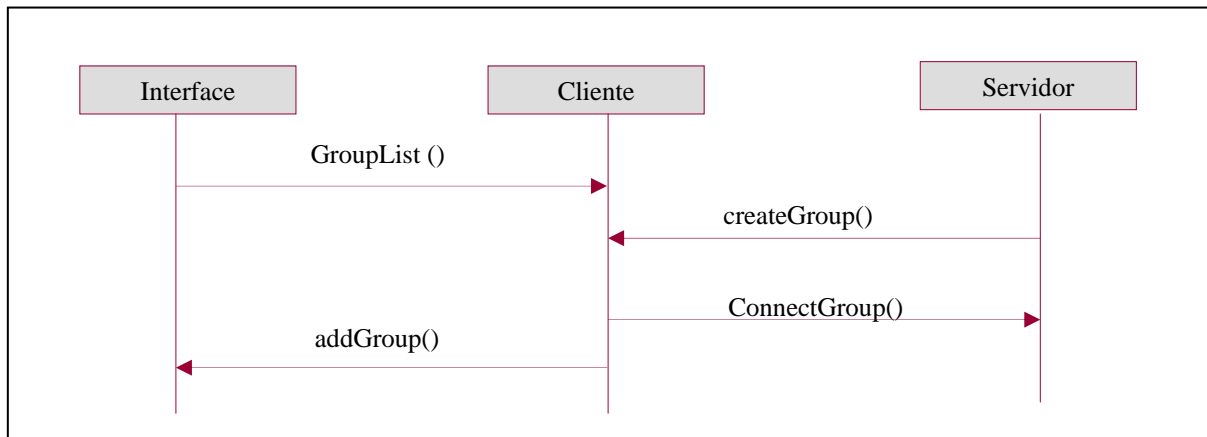 Interface
Cliente
Servidor
GroupList ()
createGroup()
ConnectGroup()
addGroup()